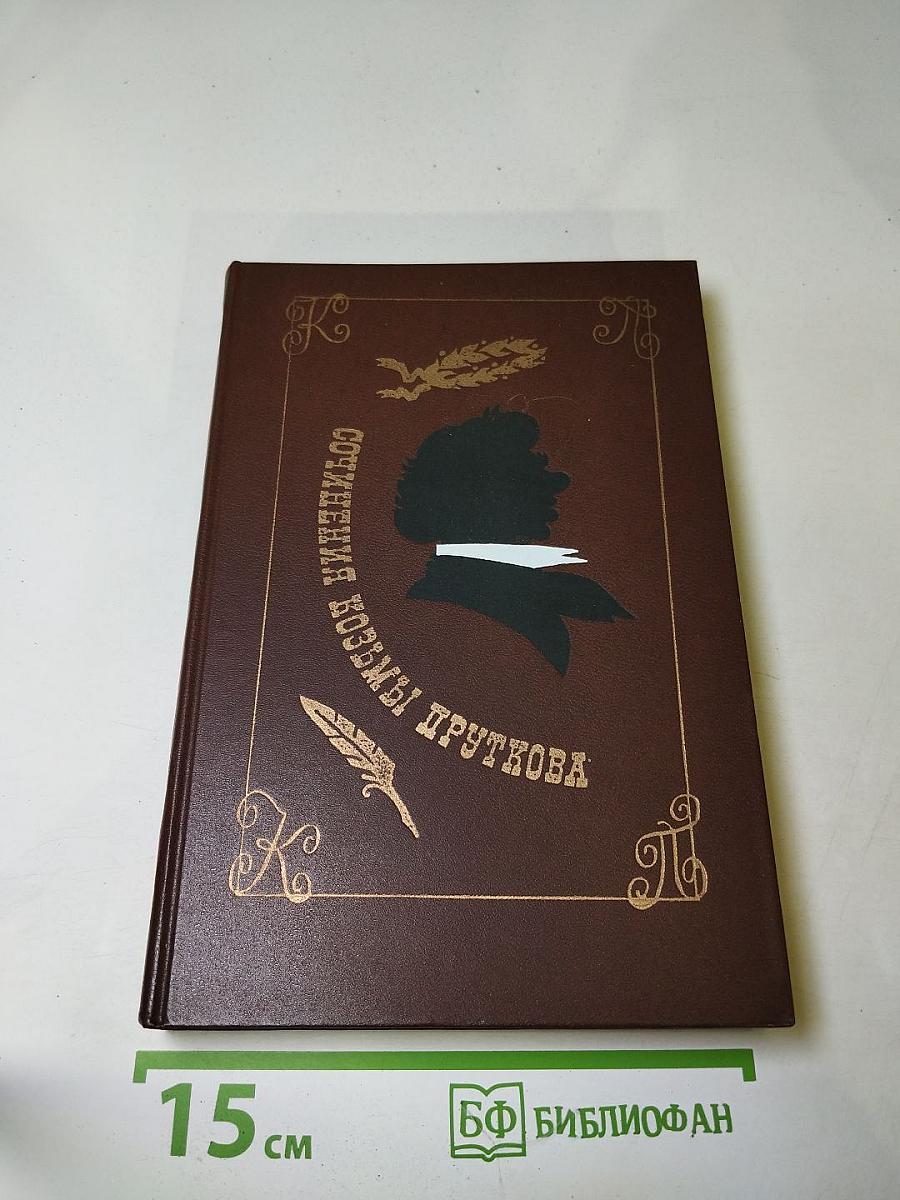 К П
СОЧИНЕНИЯ КОЗЬМЫ ПРУТКОВА
К П
15 см
БФ БИБЛИОФАН